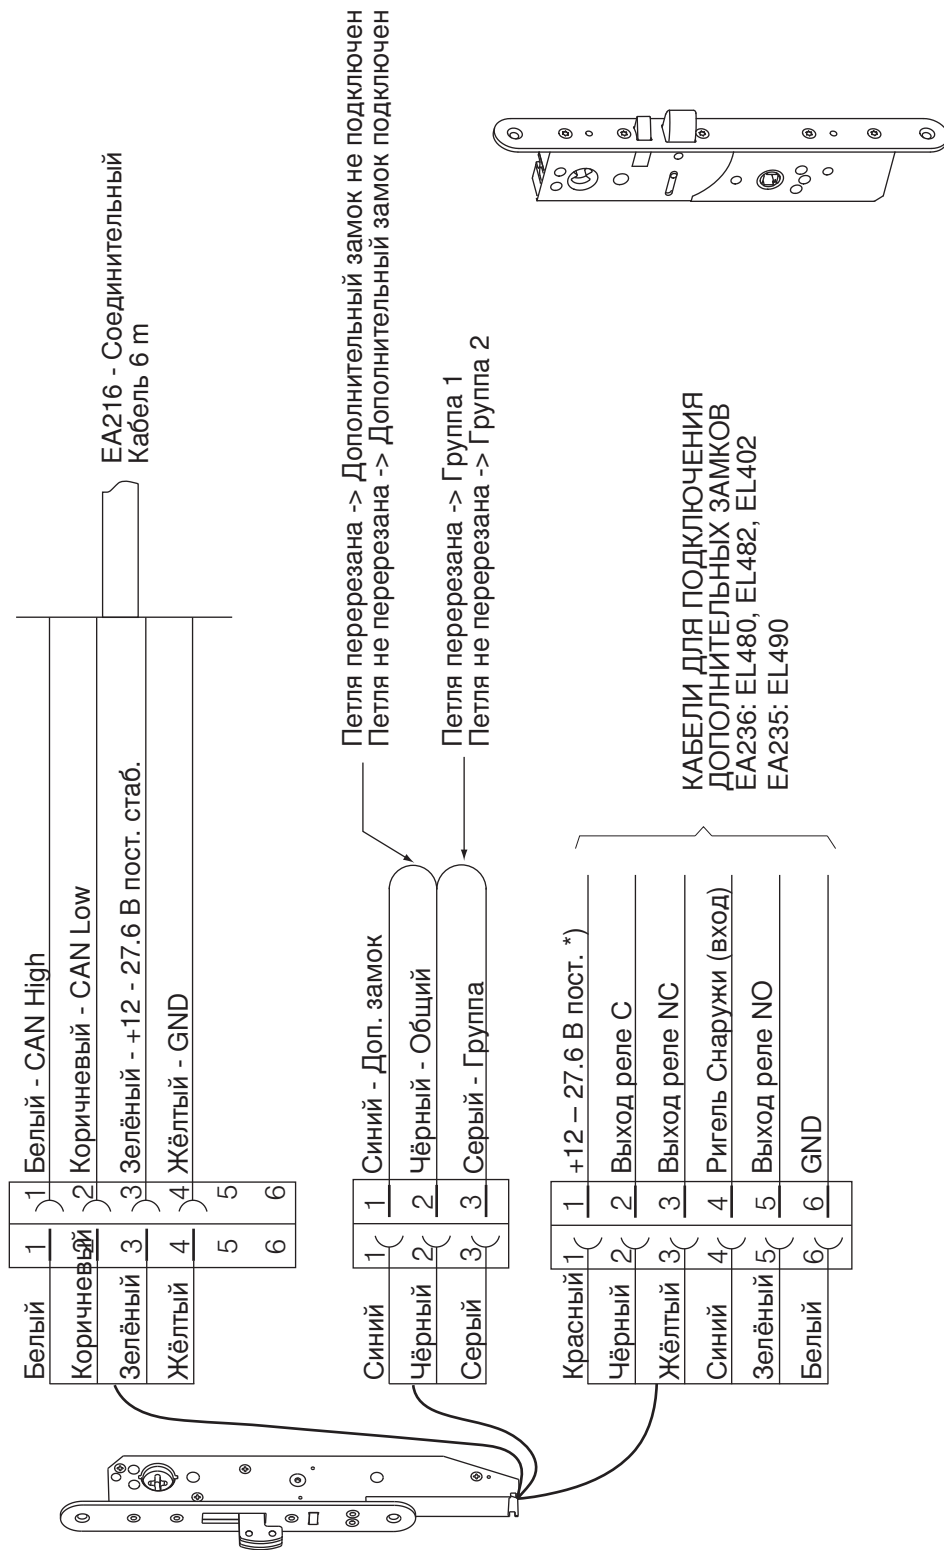 Белый 1 1 Белый - CAN High
Коричневый 2 2 Коричневый - CAN Low
Зелёный 3 3 Зелёный - +12 - 27.6 В пост. стаб.
Жёлтый 4 4 Жёлтый - GND
5 5
6 6
EA216 - Соединительный
Кабель 6 m
Синий 1 1 Синий - Доп. замок
Чёрный 2 2 Чёрный - Общий
Серый 3 3 Серый - Группа
Петля перерезана -> Дополнительный замок не подключен
Петля не перерезана -> Дополнительный замок подключен
Петля перерезана -> Группа 1
Петля не перерезана -> Группа 2
Красный 1 1 +12 – 27.6 В пост. *)
Чёрный 2 2 Выход реле C
Жёлтый 3 3 Выход реле NC
Синий 4 4 Ригель Снаружи (вход)
Зелёный 5 5 Выход реле NO
Белый 6 6 GND
КАБЕЛИ ДЛЯ ПОДКЛЮЧЕНИЯ
ДОПОЛНИТЕЛЬНЫХ ЗАМКОВ
EA236: EL480, EL482, EL402
EA235: EL490